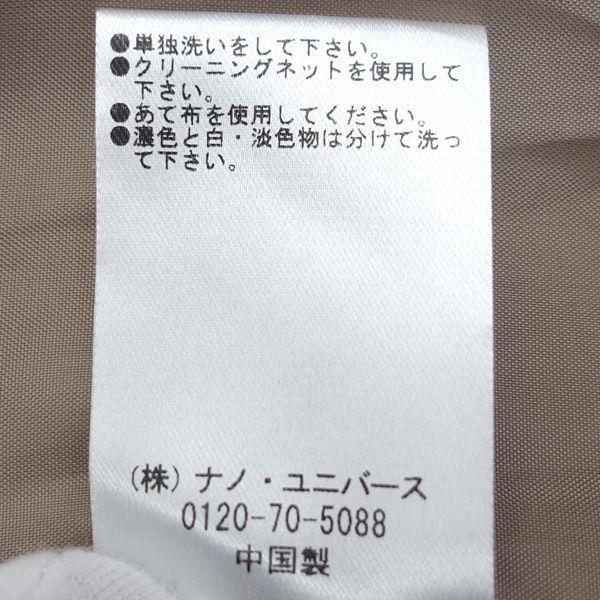 ●単独洗いをして下さい。
●クリーニングネットを使用して
下さい。
●あて布を使用してください。
●濃色と白・淡色物は分けて洗っ
て下さい。
(株)ナノ・ユニバース
0120-70-5088
中国製